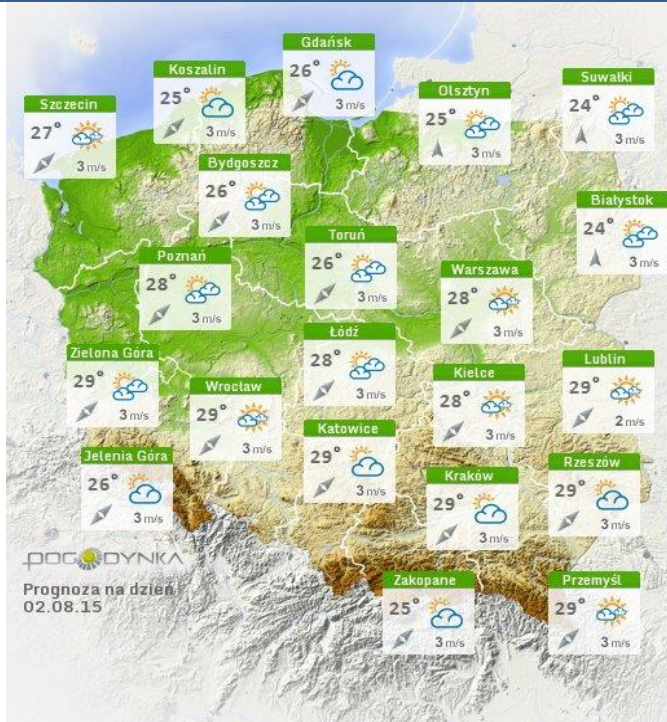 Gdańsk
26°
3 m/s
Koszalin
25°
3 m/s
Suwałki
24°
3 m/s
Olsztyn
25°
3 m/s
Szczecin
27°
3 m/s
Bydgoszcz
26°
3 m/s
Białystok
24°
3 m/s
Toruń
26°
3 m/s
Poznań
28°
3 m/s
Warszawa
28°
3 m/s
Łódź
28°
3 m/s
Zielona Góra
29°
3 m/s
Lublin
29°
2 m/s
Kielce
28°
3 m/s
Wrocław
29°
3 m/s
Katowice
29°
3 m/s
Jelenia Góra
26°
3 m/s
Rzeszów
29°
3 m/s
Kraków
29°
3 m/s
POGODYNKA
Prognoza na dzień
02.08.15
Zakopane
25°
3 m/s
Przemyśl
29°
3 m/s